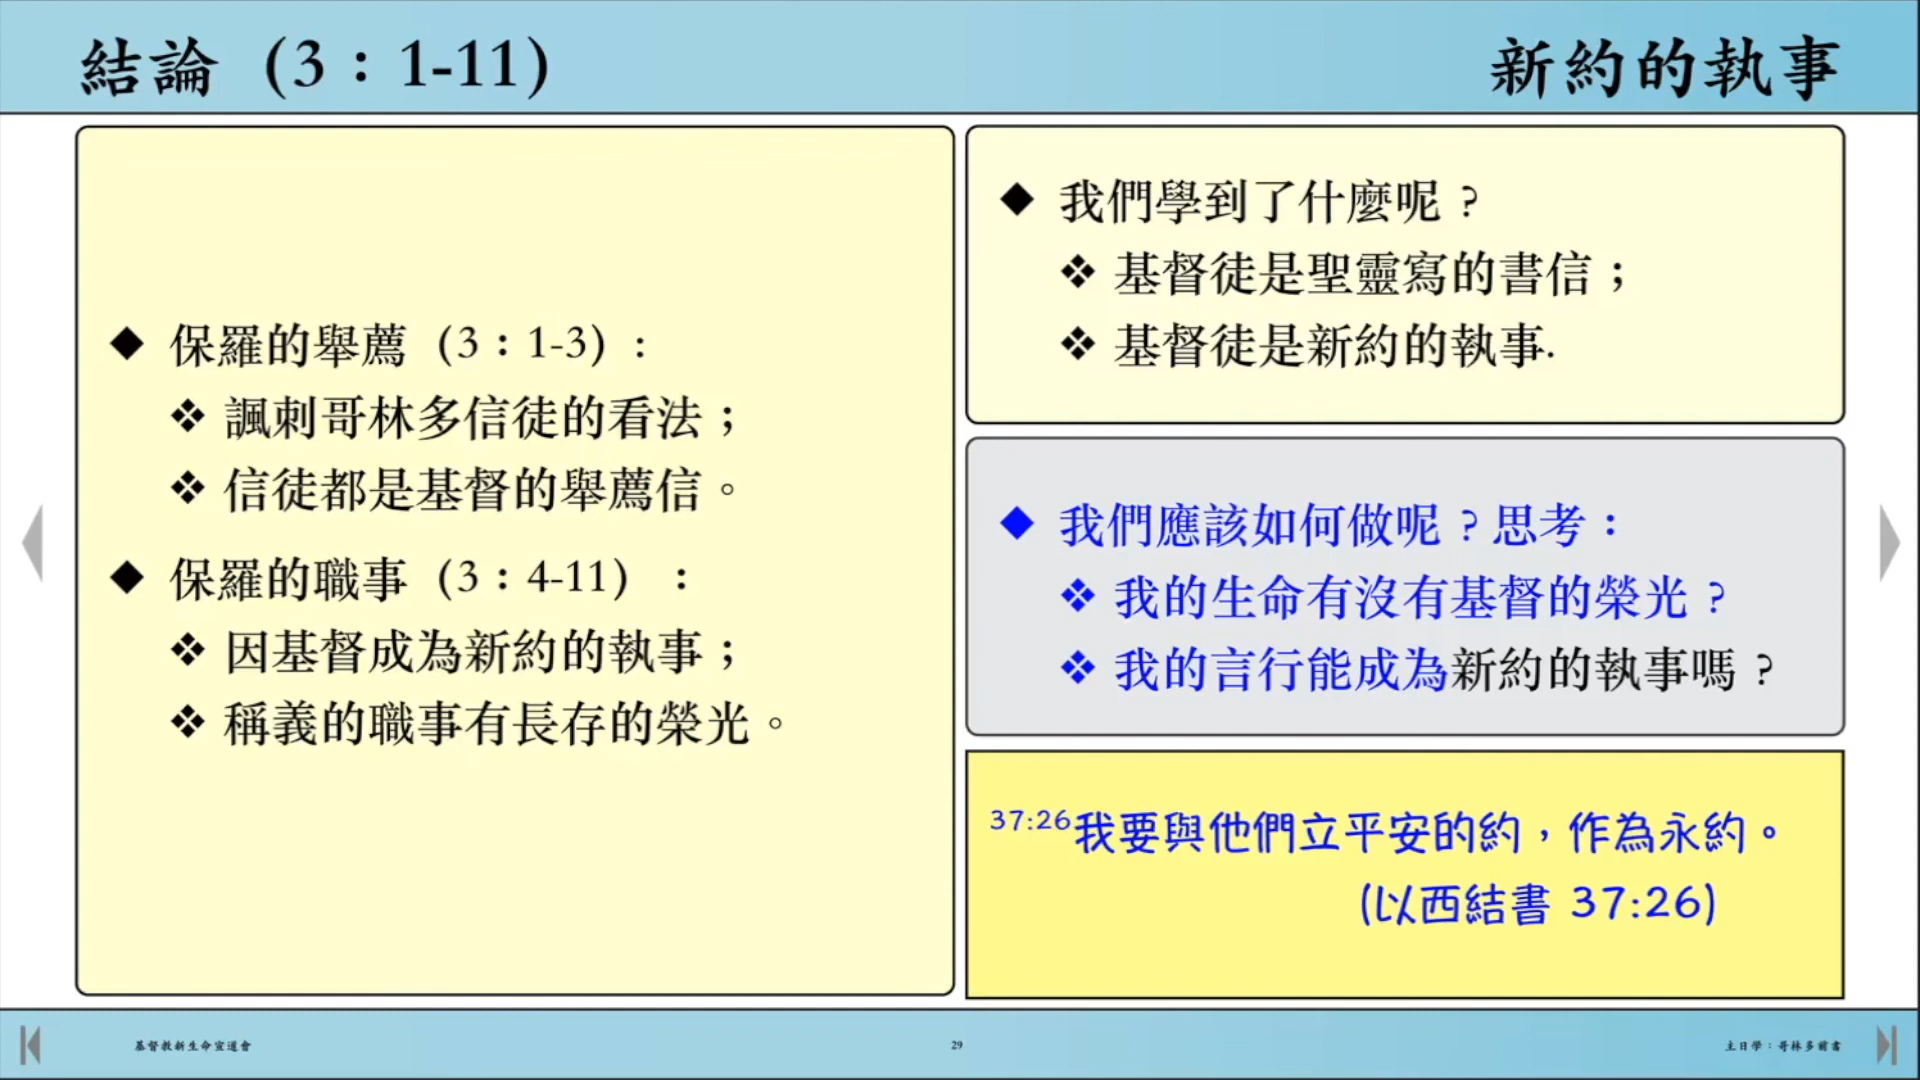 結論（3：1-11）
新約的執事
◆ 保羅的舉薦（3：1-3）：
❖ 諷刺哥林多信徒的看法；
❖ 信徒都是基督的舉薦信。
◆ 保羅的職事（3：4-11）：
❖ 因基督成為新約的執事；
❖ 稱義的職事有長存的榮光。
◆ 我們學到了什麼呢？
❖ 基督徒是聖靈寫的書信；
❖ 基督徒是新約的執事.
◆ 我們應該如何做呢？思考：
❖ 我的生命有沒有基督的榮光？
❖ 我的言行能成為新約的執事嗎？
37:26我要與他們立平安的約，作為永約。
(以西結書 37:26)
基督教新生命宣道會
29
主日學：哥林多前書